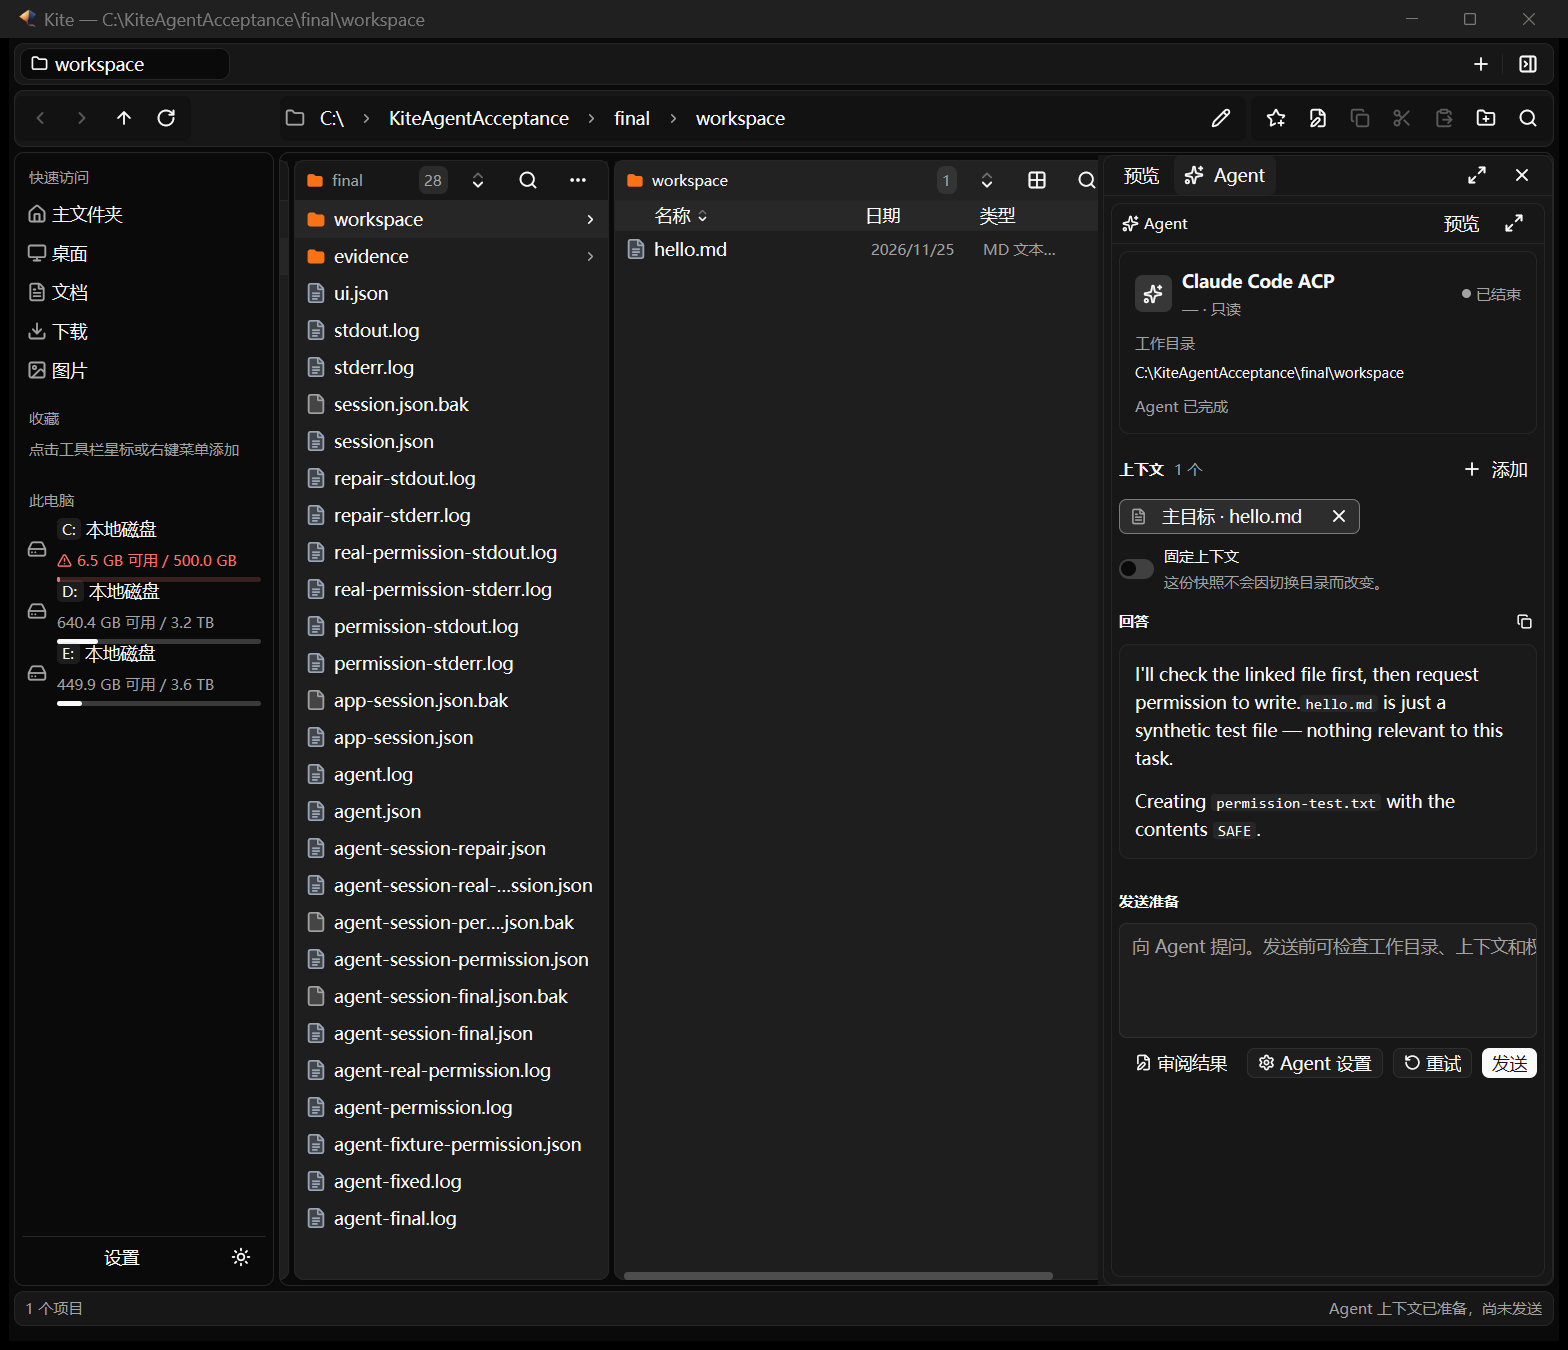 Kite — C:\KiteAgentAcceptance\final\workspace
workspace
C:\ › KiteAgentAcceptance › final › workspace
快速访问
主文件夹
桌面
文档
下载
图片
收藏
点击工具栏星标或右键菜单添加
此电脑
C: 本地磁盘
6.5 GB 可用 / 500.0 GB
D: 本地磁盘
640.4 GB 可用 / 3.2 TB
E: 本地磁盘
449.9 GB 可用 / 3.6 TB
设置
final 28
workspace
evidence
ui.json
stdout.log
stderr.log
session.json.bak
session.json
repair-stdout.log
repair-stderr.log
real-permission-stdout.log
real-permission-stderr.log
permission-stdout.log
permission-stderr.log
app-session.json.bak
app-session.json
agent.log
agent.json
agent-session-repair.json
agent-session-real-...ssion.json
agent-session-per....json.bak
agent-session-permission.json
agent-session-final.json.bak
agent-session-final.json
agent-real-permission.log
agent-permission.log
agent-fixture-permission.json
agent-fixed.log
agent-final.log
workspace 1
名称 日期 类型
hello.md 2026/11/25 MD 文本...
预览 Agent
Agent 预览
Claude Code ACP
— · 只读
已结束
工作目录
C:\KiteAgentAcceptance\final\workspace
Agent 已完成
上下文 1 个 添加
主目标 · hello.md
固定上下文
这份快照不会因切换目录而改变。
回答
I'll check the linked file first, then request
permission to write. hello.md is just a
synthetic test file — nothing relevant to this
task.
Creating permission-test.txt with the
contents SAFE.
发送准备
向 Agent 提问。发送前可检查工作目录、上下文和
审阅结果 Agent 设置 重试 发送
1 个项目
Agent 上下文已准备，尚未发送